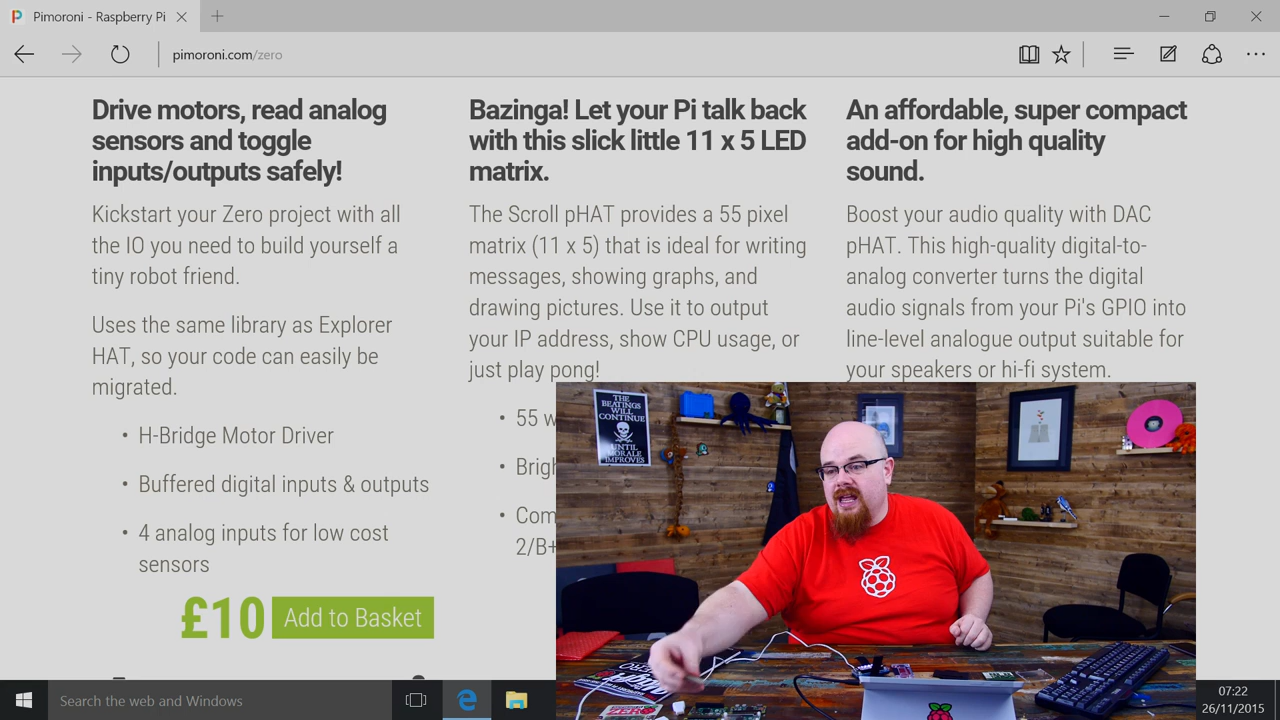 Pimoroni - Raspberry Pi
pimoroni.com/zero
Drive motors, read analog
sensors and toggle
inputs/outputs safely!
Kickstart your Zero project with all
the IO you need to build yourself a
tiny robot friend.
Uses the same library as Explorer
HAT, so your code can easily be
migrated.
• H-Bridge Motor Driver
• Buffered digital inputs & outputs
• 4 analog inputs for low cost
sensors
£10 Add to Basket
Bazinga! Let your Pi talk back
with this slick little 11 x 5 LED
matrix.
The Scroll pHAT provides a 55 pixel
matrix (11 x 5) that is ideal for writing
messages, showing graphs, and
drawing pictures. Use it to output
your IP address, show CPU usage, or
just play pong!
• 55 w
• Brigh
• Com
2/B+
An affordable, super compact
add-on for high quality
sound.
Boost your audio quality with DAC
pHAT. This high-quality digital-to-
analog converter turns the digital
audio signals from your Pi's GPIO into
line-level analogue output suitable for
your speakers or hi-fi system.
THE
BEATINGS
WILL
CONTINUE
UNTIL
MORALE
IMPROVES
Search the web and Windows
07:22
26/11/2015